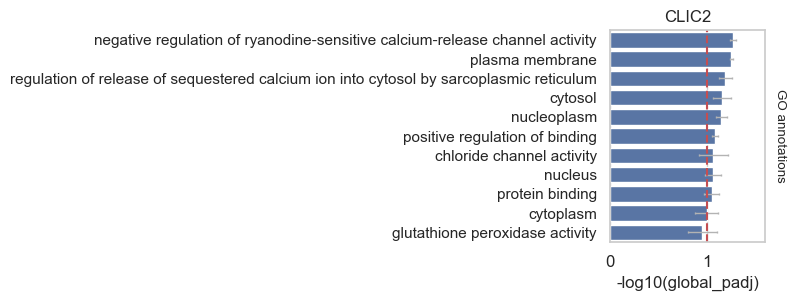 CLIC2
negative regulation of ryanodine-sensitive calcium-release channel activity
plasma membrane
regulation of release of sequestered calcium ion into cytosol by sarcoplasmic reticulum
cytosol
nucleoplasm
positive regulation of binding
chloride channel activity
nucleus
protein binding
cytoplasm
glutathione peroxidase activity
GO annotations
0 1
-log10(global_padj)